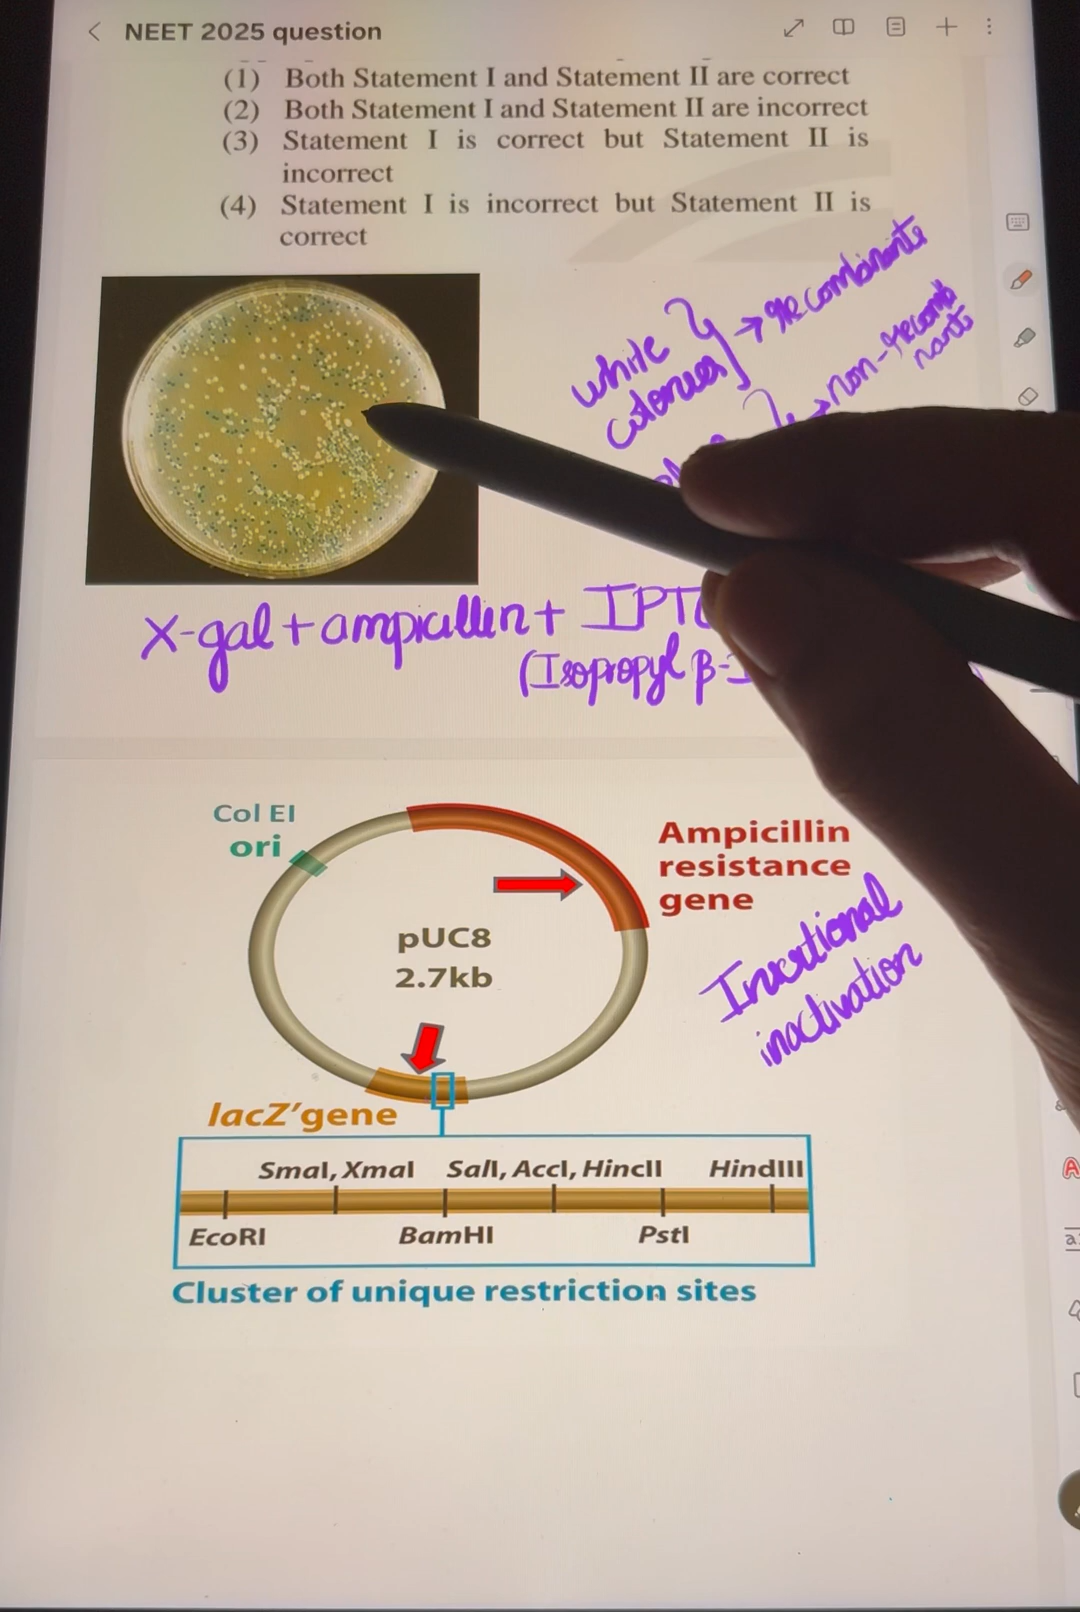 NEET 2025 question
(1) Both Statement I and Statement II are correct
(2) Both Statement I and Statement II are incorrect
(3) Statement I is correct but Statement II is
incorrect
(4) Statement I is incorrect but Statement II is
correct
white
colonies
→ recombinants
→ non-recombi
nants
X-gal + ampicillin + IPT
(Isopropyl β-
Col EI
ori
Ampicillin
resistance
gene
pUC8
2.7kb
Insertional
inactivation
lacZ'gene
SmaI, XmaI SalI, AccI, HincII HindIII
EcoRI BamHI PstI
Cluster of unique restriction sites